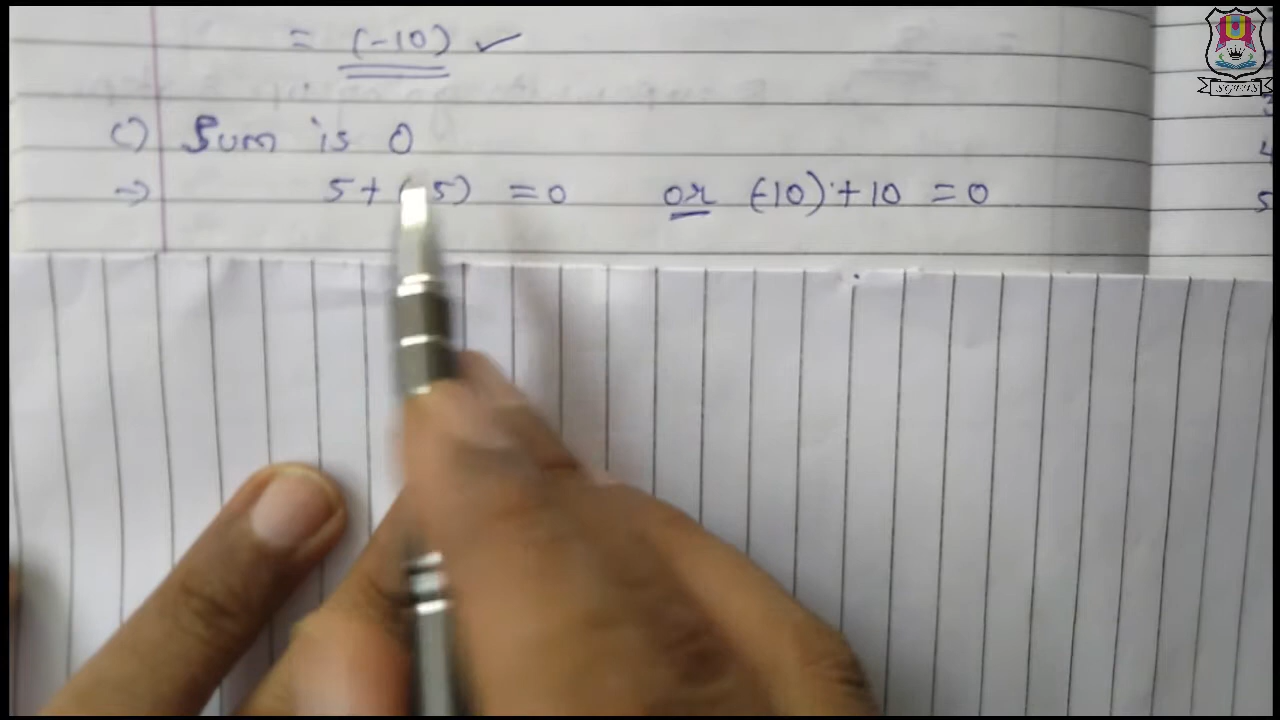 = (-10) ✓
c) Sum is 0
⇒ 5 + (-5) = 0 or (-10) + 10 = 0